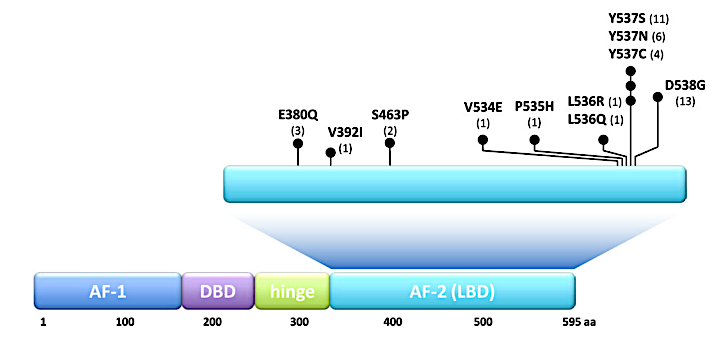 Y537S (11)
Y537N (6)
Y537C (4)
D538G
(13)
E380Q
(3)
V392I
(1)
S463P
(2)
V534E
(1)
P535H
(1)
L536R (1)
L536Q (1)
AF-1 DBD hinge AF-2 (LBD)
1 100 200 300 400 500 595 aa